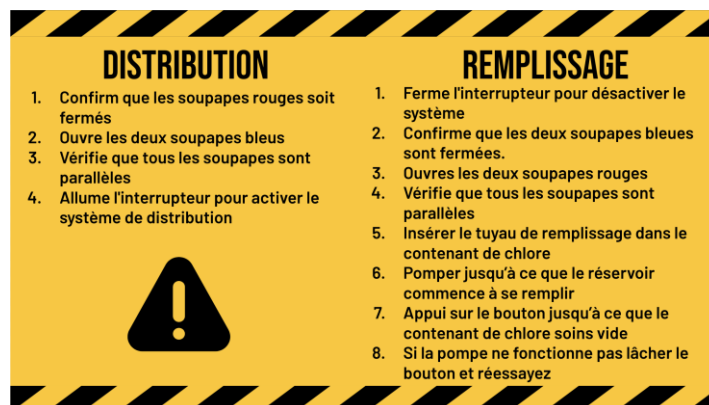 DISTRIBUTION
1. Confirm que les soupapes rouges soit
fermés
2. Ouvre les deux soupapes bleus
3. Vérifie que tous les soupapes sont
parallèles
4. Allume l'interrupteur pour activer le
système de distribution
REMPLISSAGE
1. Ferme l'interrupteur pour désactiver le
système
2. Confirme que les deux soupapes bleues
sont fermées.
3. Ouvres les deux soupapes rouges
4. Vérifie que tous les soupapes sont
parallèles
5. Insérer le tuyau de remplissage dans le
contenant de chlore
6. Pomper jusqu'à ce que le réservoir
commence à se remplir
7. Appui sur le bouton jusqu'à ce que le
contenant de chlore soins vide
8. Si la pompe ne fonctionne pas lâcher le
bouton et réessayez